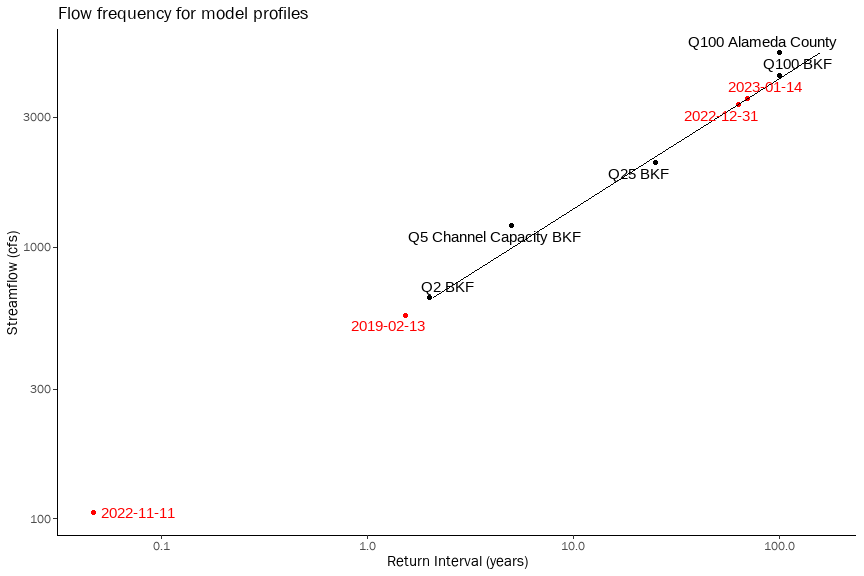 Flow frequency for model profiles
Q100 Alameda County
Q100 BKF
2023-01-14
3000
2022-12-31
Q25 BKF
Q5 Channel Capacity BKF
1000
Streamflow (cfs)
Q2 BKF
2019-02-13
300
2022-11-11
100
0.1
1.0
10.0
100.0
Return Interval (years)